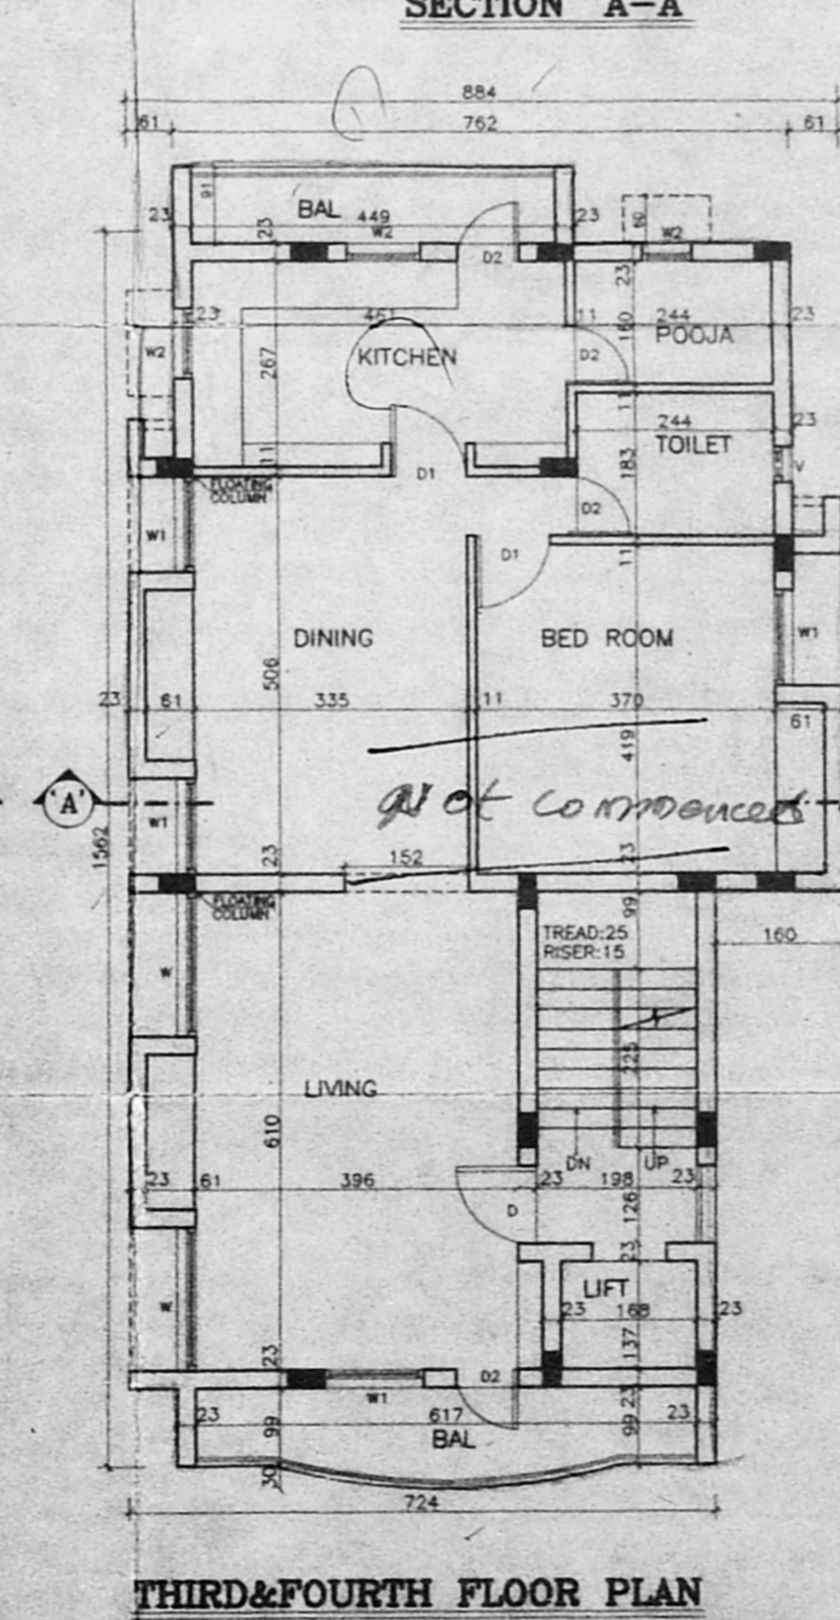 SECTION A-A
884
61 762 61
91
BAL
23 449 23 60
23 W2 W2
D2
23
23 461 11 160 244 23
POOJA
W2 KITCHEN D2
267
11
244 23
TOILET
11 183 V
D1
FLOATING
COLUMN
D2
W1
D1 11
W1
DINING BED ROOM
506
23 61 335 11 370
61
419
'A' Not commenced
W1
1562
23 152 23
FLOATING
COLUMN
99
TREAD:25
RISER:15
160
W
225
LIVING
610
DN UP
23 61 396 23 198 23
D 126
23
LIFT
W
23 168 23
137
23
D2
W1 23
23 617 23
99 99
BAL
30
724
THIRD&FOURTH FLOOR PLAN